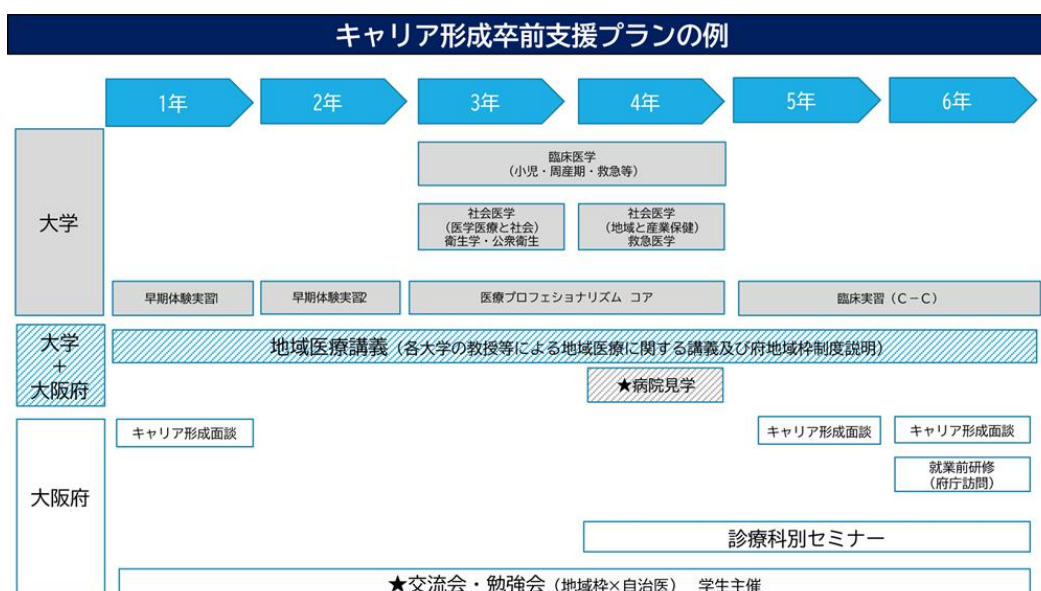 キャリア形成卒前支援プランの例
1年
2年
3年
4年
5年
6年
大学
臨床医学
（小児・周産期・救急等）
社会医学
（医学医療と社会）
衛生学・公衆衛生
社会医学
（地域と産業保健）
救急医学
早期体験実習1
早期体験実習2
医療プロフェショナリズム コア
臨床実習（C－C）
大学
＋
大阪府
地域医療講義（各大学の教授等による地域医療に関する講義及び府地域枠制度説明）
★病院見学
大阪府
キャリア形成面談
キャリア形成面談
キャリア形成面談
就業前研修
（府庁訪問）
診療科別セミナー
★交流会・勉強会（地域枠×自治医） 学生主催